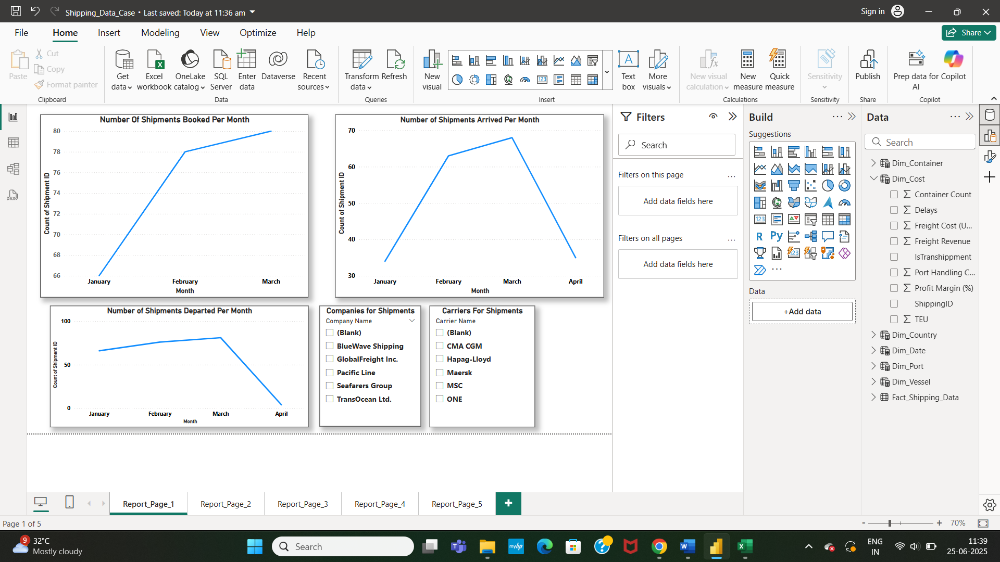 Shipping_Data_Case • Last saved: Today at 11:36 am
Sign in
File Home Insert Modeling View Optimize Help
Share
Paste
Cut
Copy
Format painter
Clipboard
Get data
Excel workbook
OneLake catalog
SQL Server
Enter data
Dataverse
Recent sources
Data
Transform data
Refresh
Queries
New visual
Insert
Text box
More visuals
New visual calculation
New measure
Quick measure
Calculations
Sensitivity
Sensitivity
Publish
Share
Prep data for AI
Copilot
Copilot
Number Of Shipments Booked Per Month
Count of Shipment ID
80
78
76
74
72
70
68
66
January February March
Month
Number of Shipments Arrived Per Month
Count of Shipment ID
70
60
50
40
30
January February March April
Month
Number of Shipments Departed Per Month
Count of Shipment ID
100
50
0
January February March April
Month
Companies for Shipments
Company Name
(Blank)
BlueWave Shipping
GlobalFreight Inc.
Pacific Line
Seafarers Group
TransOcean Ltd.
Carriers For Shipments
Carrier Name
(Blank)
CMA CGM
Hapag-Lloyd
Maersk
MSC
ONE
Filters
Search
Filters on this page
...
Add data fields here
Filters on all pages
...
Add data fields here
Build
...
Suggestions
123
R Py
123
...
Data
+Add data
Data
...
Search
Dim_Container
Dim_Cost
Σ Container Count
Σ Delays
Σ Freight Cost (U...
Σ Freight Revenue
IsTranshippment
Σ Port Handling C...
Σ Profit Margin (%)
ShippingID
Σ TEU
Dim_Country
Dim_Date
Dim_Port
Dim_Vessel
Fact_Shipping_Data
DAX
Report_Page_1 Report_Page_2 Report_Page_3 Report_Page_4 Report_Page_5 +
Page 1 of 5
- + 70%
9
32°C
Mostly cloudy
Search
myhp
ENG
IN
11:39
25-06-2025